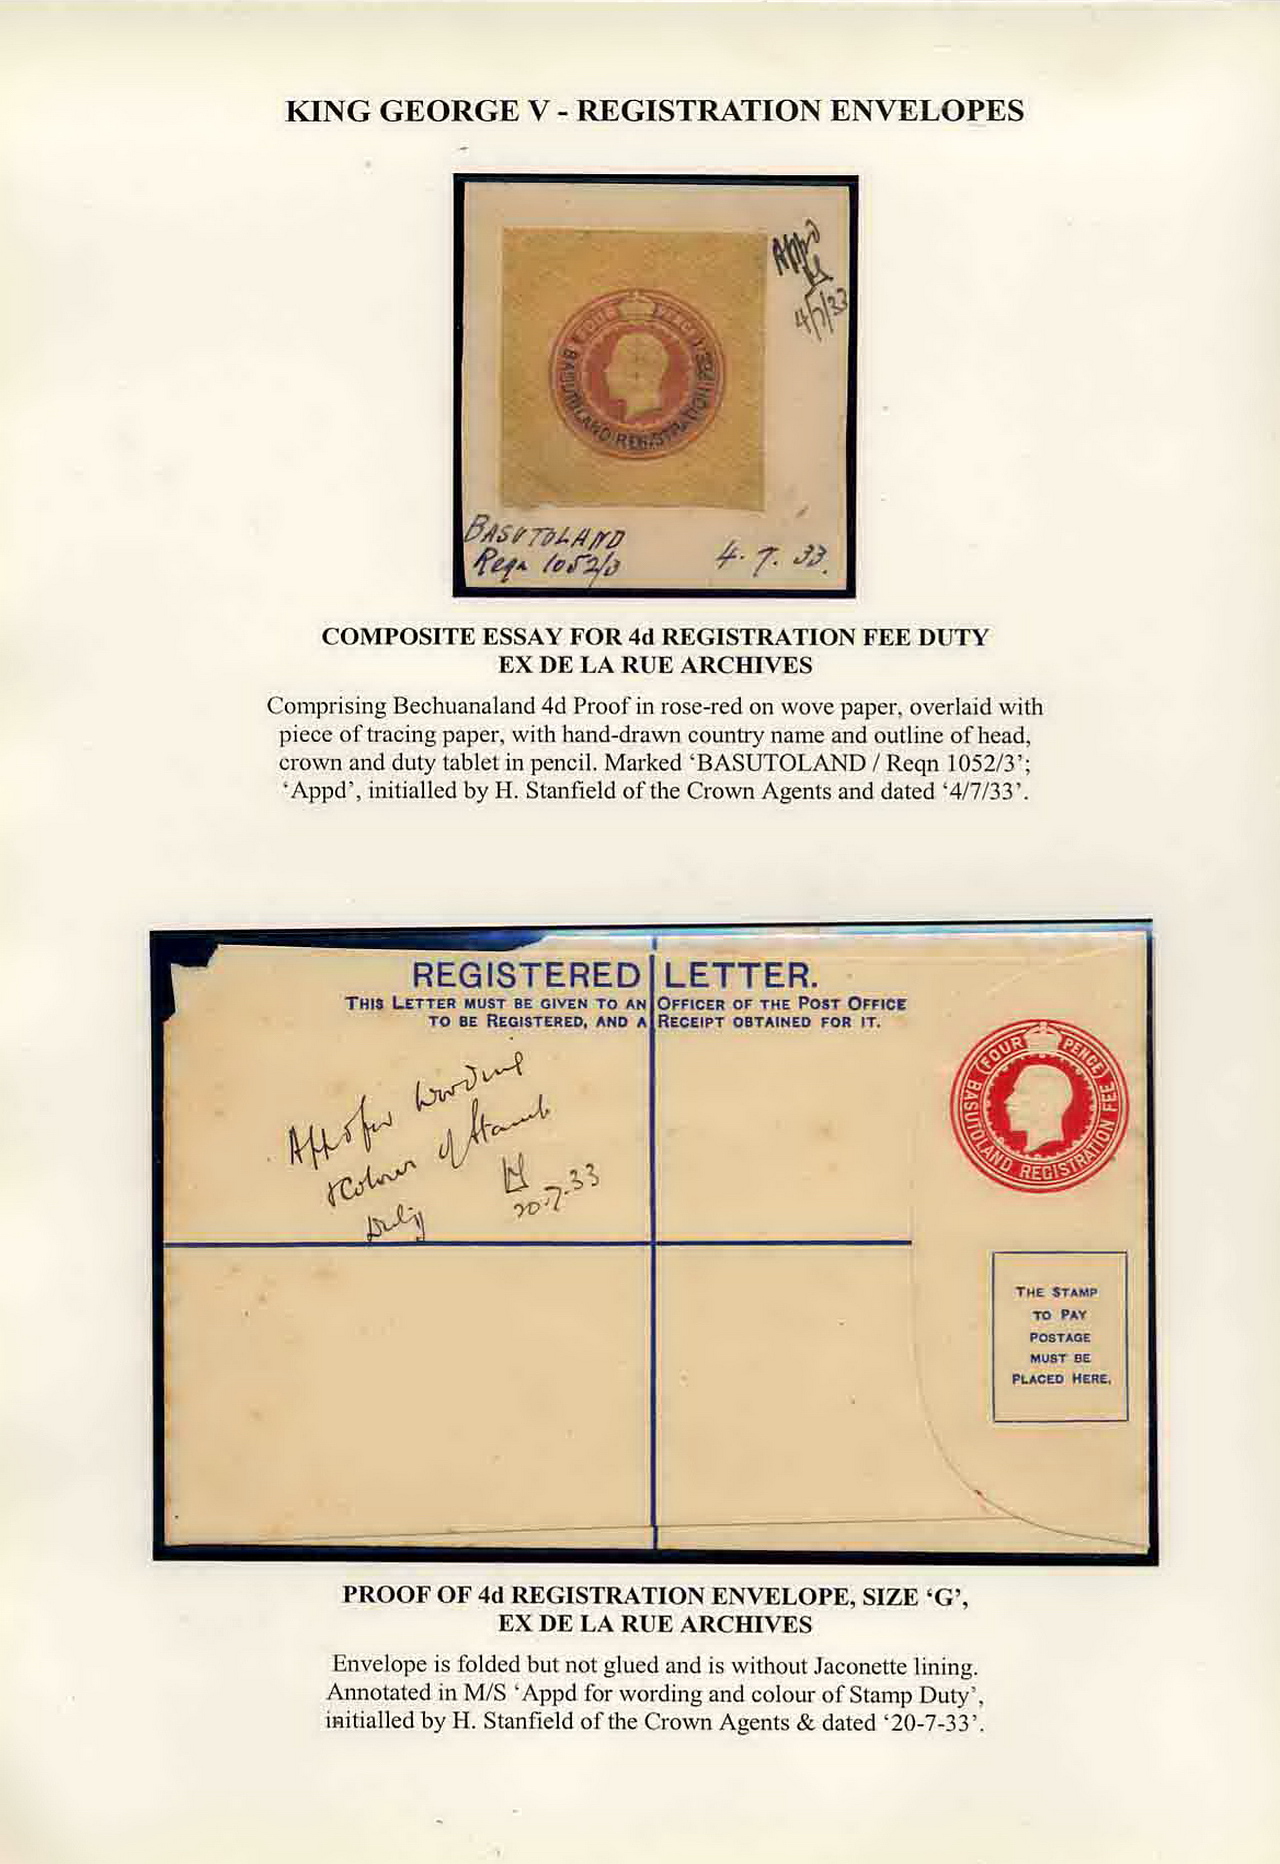 KING GEORGE V - REGISTRATION ENVELOPES
Appd
4/7/33
FOUR PENCE
BASUTOLAND REGISTRATION FEE
BASUTOLAND
Reqn 1052/3
4. 7. 33.
COMPOSITE ESSAY FOR 4d REGISTRATION FEE DUTY
EX DE LA RUE ARCHIVES
Comprising Bechuanaland 4d Proof in rose-red on wove paper, overlaid with
piece of tracing paper, with hand-drawn country name and outline of head,
crown and duty tablet in pencil. Marked ‘BASUTOLAND / Reqn 1052/3’;
‘Appd’, initialled by H. Stanfield of the Crown Agents and dated ‘4/7/33’.
REGISTERED LETTER.
THIS LETTER MUST BE GIVEN TO AN OFFICER OF THE POST OFFICE
TO BE REGISTERED, AND A RECEIPT OBTAINED FOR IT.
Appd for wording
& Colour of Stamp
Duty
20-7-33
(FOUR PENCE)
BASUTOLAND REGISTRATION FEE
THE STAMP
TO PAY
POSTAGE
MUST BE
PLACED HERE.
PROOF OF 4d REGISTRATION ENVELOPE, SIZE ‘G’,
EX DE LA RUE ARCHIVES
Envelope is folded but not glued and is without Jaconette lining.
Annotated in M/S ‘Appd for wording and colour of Stamp Duty’,
initialled by H. Stanfield of the Crown Agents & dated ‘20-7-33’.